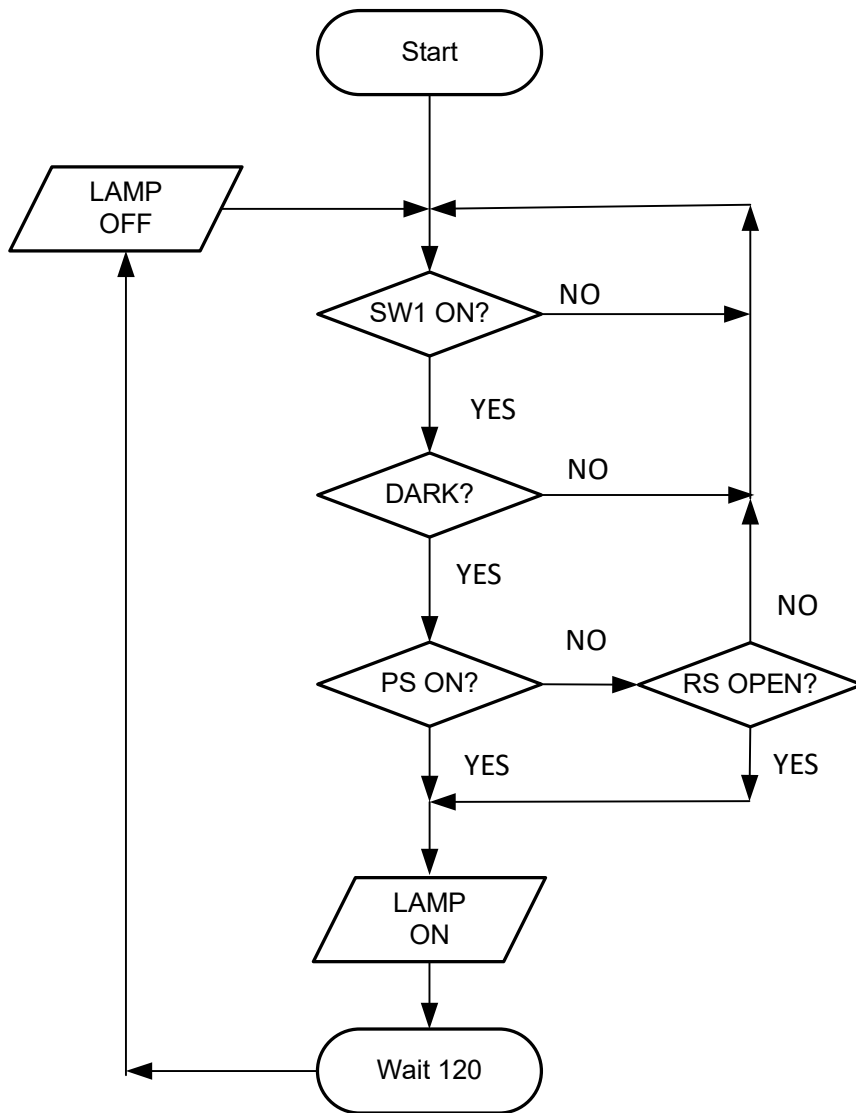 Start
LAMP
OFF
SW1 ON?
NO
YES
DARK?
NO
YES
PS ON?
NO
RS OPEN?
NO
YES
YES
LAMP
ON
Wait 120